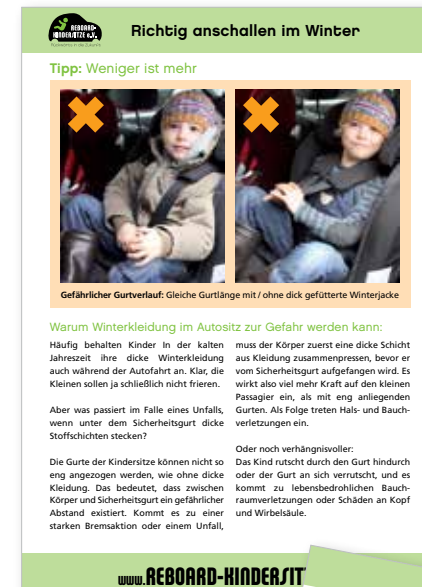 REBOARD-
KINDERSITZE e.V.
Rückwärts in die Zukunft!
Richtig anschallen im Winter
Tipp: Weniger ist mehr
Gefährlicher Gurtverlauf: Gleiche Gurtlänge mit / ohne dick gefütterte Winterjacke
Warum Winterkleidung im Autositz zur Gefahr werden kann:
Häufig behalten Kinder In der kalten
Jahreszeit ihre dicke Winterkleidung
auch während der Autofahrt an. Klar, die
Kleinen sollen ja schließlich nicht frieren.
Aber was passiert im Falle eines Unfalls,
wenn unter dem Sicherheitsgurt dicke
Stoffschichten stecken?
Die Gurte der Kindersitze können nicht so
eng angezogen werden, wie ohne dicke
Kleidung. Das bedeutet, dass zwischen
Körper und Sicherheitsgurt ein gefährlicher
Abstand existiert. Kommt es zu einer
starken Bremsaktion oder einem Unfall,
muss der Körper zuerst eine dicke Schicht
aus Kleidung zusammenpressen, bevor er
vom Sicherheitsgurt aufgefangen wird. Es
wirkt also viel mehr Kraft auf den kleinen
Passagier ein, als mit eng anliegenden
Gurten. Als Folge treten Hals- und Bauch-
verletzungen ein.
Oder noch verhängnisvoller:
Das Kind rutscht durch den Gurt hindurch
oder der Gurt an sich verrutscht, und es
kommt zu lebensbedrohlichen Bauch-
raumverletzungen oder Schäden an Kopf
und Wirbelsäule.
www.REBOARD-KINDERSIT